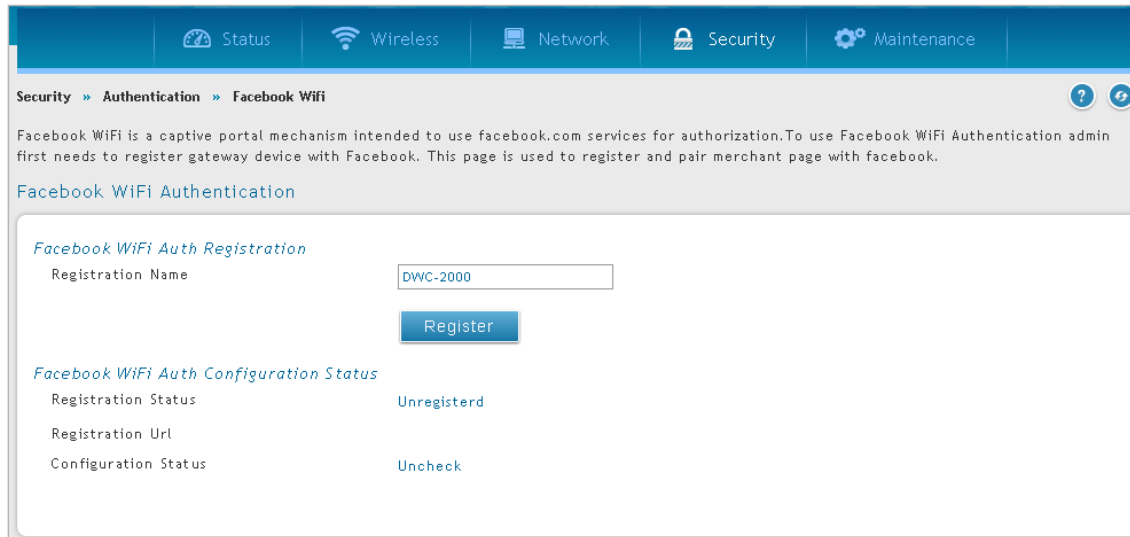 Status Wireless Network Security Maintenance
Security » Authentication » Facebook Wifi
?
Facebook WiFi is a captive portal mechanism intended to use facebook.com services for authorization.To use Facebook WiFi Authentication admin
first needs to register gateway device with Facebook. This page is used to register and pair merchant page with facebook.
Facebook WiFi Authentication
Facebook WiFi Auth Registration
Registration Name DWC-2000
Register
Facebook WiFi Auth Configuration Status
Registration Status Unregisterd
Registration Url
Configuration Status Uncheck